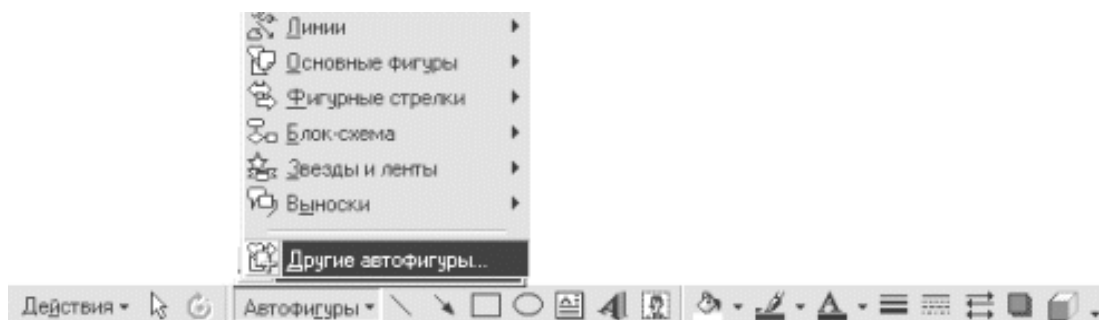 Линии
Основные фигуры
Фигурные стрелки
Блок-схема
Звезды и ленты
Выноски
Другие автофигуры...
Действия Автофигуры